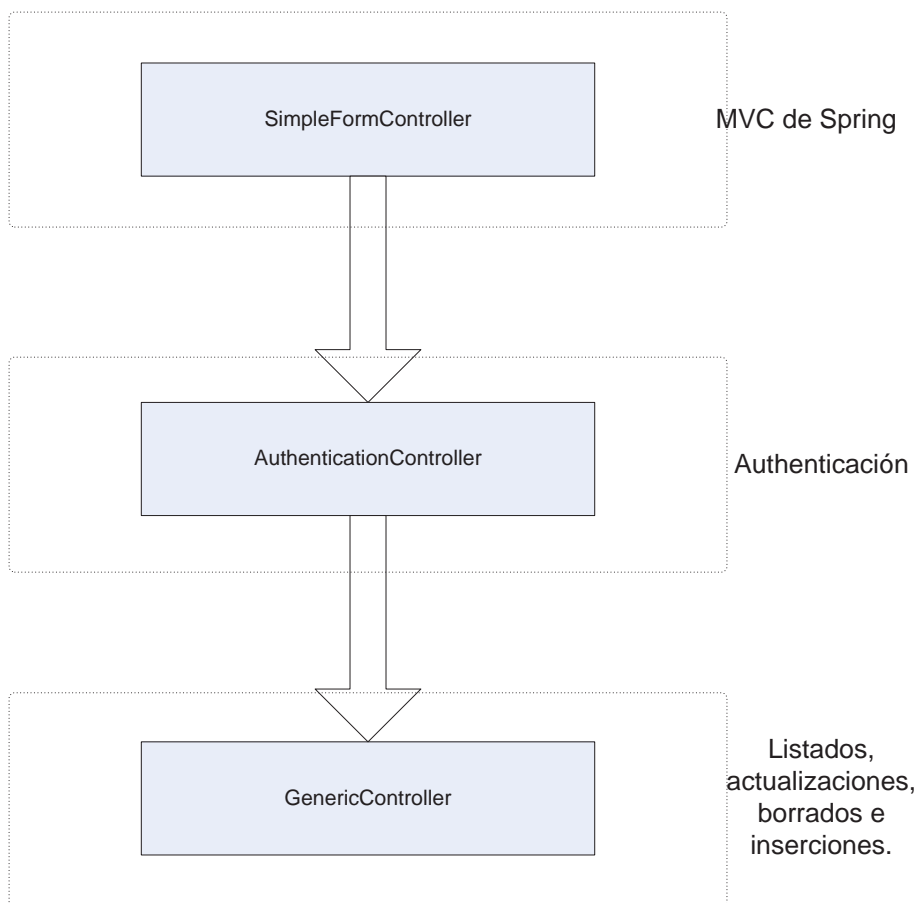 SimpleFormController
MVC de Spring
AuthenticationController
Authenticación
GenericController
Listados,
actualizaciones,
borrados e
inserciones.